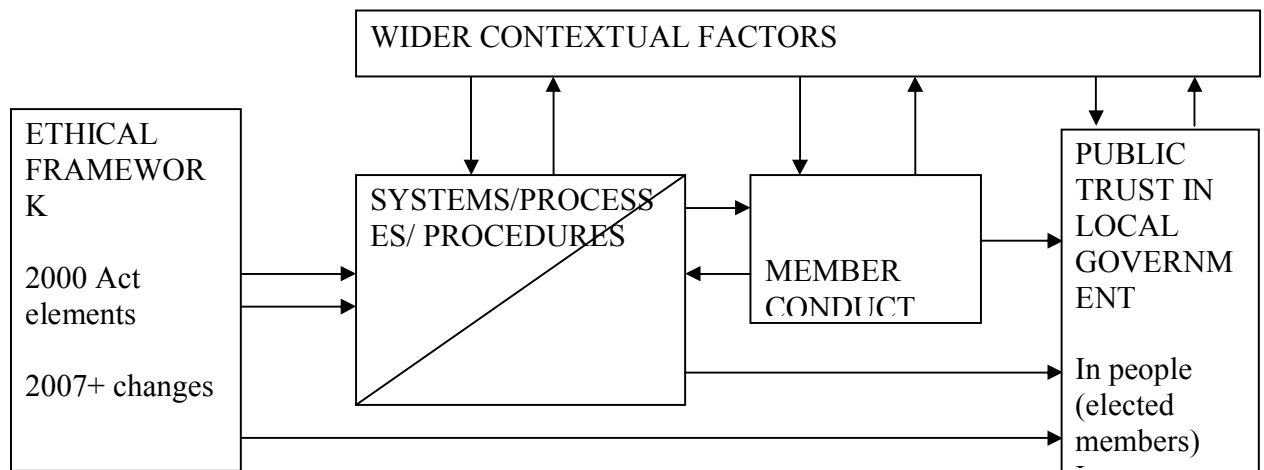 WIDER CONTEXTUAL FACTORS
ETHICAL
FRAMEWOR
K
2000 Act
elements
2007+ changes
SYSTEMS/PROCESS
ES/ PROCEDURES
MEMBER
CONDUCT
PUBLIC
TRUST IN
LOCAL
GOVERNM
ENT
In people
(elected
members)